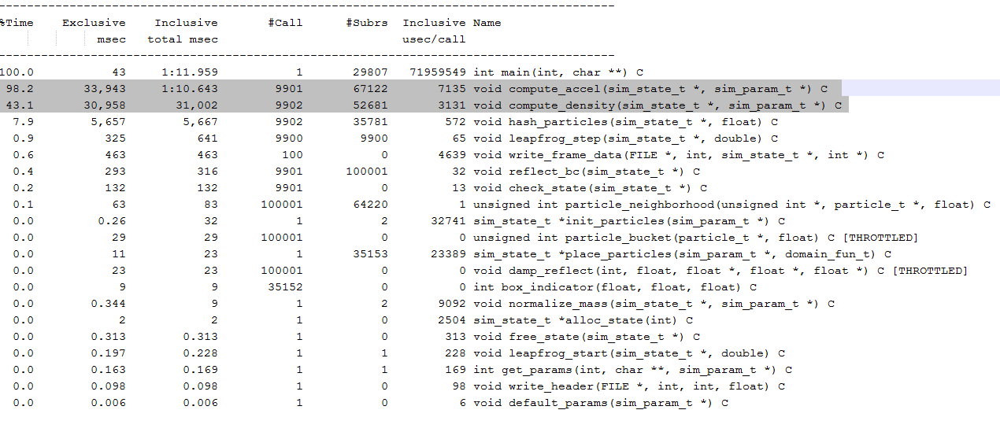 ---------------------------------------------------------------------------------------
%Time    Exclusive    Inclusive       #Call      #Subrs  Inclusive Name
              msec   total msec                          usec/call
---------------------------------------------------------------------------------------
100.0           43     1:11.959           1       29807   71959549 int main(int, char **) C
 98.2       33,943     1:10.643        9901       67122       7135 void compute_accel(sim_state_t *, sim_param_t *) C
 43.1       30,958       31,002        9902       52681       3131 void compute_density(sim_state_t *, sim_param_t *) C
  7.9        5,657        5,667        9902       35781        572 void hash_particles(sim_state_t *, float) C
  0.9          325          641        9900        9900         65 void leapfrog_step(sim_state_t *, double) C
  0.6          463          463         100           0       4639 void write_frame_data(FILE *, int, sim_state_t *, int *) C
  0.4          293          316        9901      100001         32 void reflect_bc(sim_state_t *) C
  0.2          132          132        9901           0         13 void check_state(sim_state_t *) C
  0.1           63           83      100001       64220          1 unsigned int particle_neighborhood(unsigned int *, particle_t *, float) C
  0.0         0.26           32           1           2      32741 sim_state_t *init_particles(sim_param_t *) C
  0.0           29           29      100001           0          0 unsigned int particle_bucket(particle_t *, float) C [THROTTLED]
  0.0           11           23           1       35153      23389 sim_state_t *place_particles(sim_param_t *, domain_fun_t) C
  0.0           23           23      100001           0          0 void damp_reflect(int, float, float *, float *, float *) C [THROTTLED]
  0.0            9            9       35152           0          0 int box_indicator(float, float, float) C
  0.0        0.344            9           1           2       9092 void normalize_mass(sim_state_t *, sim_param_t *) C
  0.0            2            2           1           0       2504 sim_state_t *alloc_state(int) C
  0.0        0.313        0.313           1           0        313 void free_state(sim_state_t *) C
  0.0        0.197        0.228           1           1        228 void leapfrog_start(sim_state_t *, double) C
  0.0        0.163        0.169           1           1        169 int get_params(int, char **, sim_param_t *) C
  0.0        0.098        0.098           1           0         98 void write_header(FILE *, int, int, float) C
  0.0        0.006        0.006           1           0          6 void default_params(sim_param_t *) C